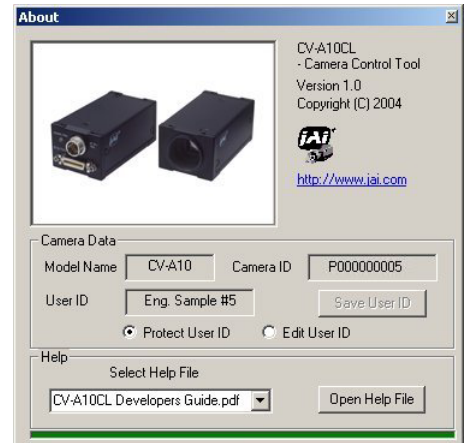 About
CV-A10CL
- Camera Control Tool
Version 1.0
Copyright (C) 2004
JAI
http://www.jai.com
Camera Data
Model Name CV-A10 Camera ID P000000005
User ID Eng. Sample #5 Save User ID
Protect User ID Edit User ID
Help
Select Help File
CV-A10CL Developers Guide.pdf Open Help File